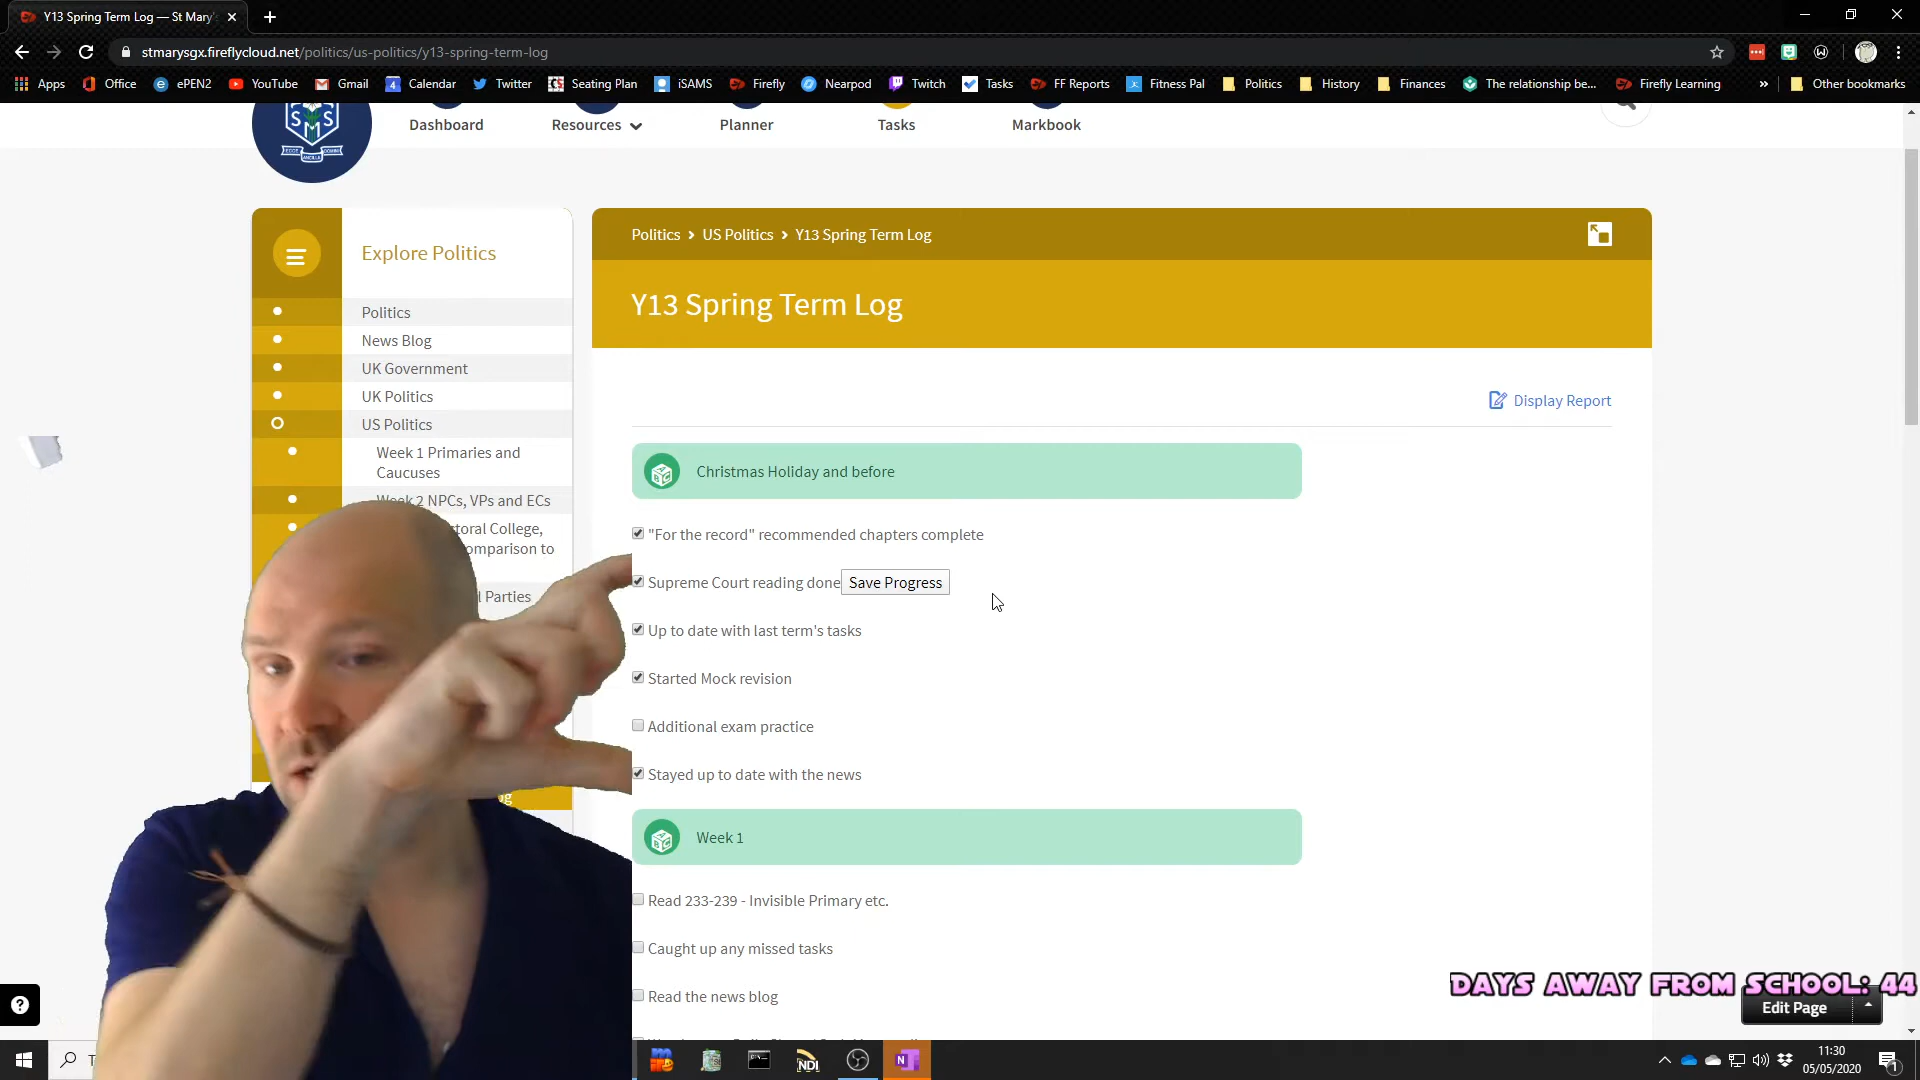 Y13 Spring Term Log — St Mary's
stmarysgx.fireflycloud.net/politics/us-politics/y13-spring-term-log
Apps Office ePEN2 YouTube Gmail Calendar Twitter Seating Plan iSAMS Firefly Nearpod Twitch Tasks FF Reports Fitness Pal Politics History Finances The relationship be... Firefly Learning » Other bookmarks
SMS
Dashboard Resources Planner Tasks Markbook
Explore Politics
Politics
News Blog
UK Government
UK Politics
US Politics
Week 1 Primaries and
Caucuses
Week 2 NPCs, VPs and ECs
toral College,
omparison to
Parties
Politics > US Politics > Y13 Spring Term Log
Y13 Spring Term Log
Display Report
Christmas Holiday and before
"For the record" recommended chapters complete
Supreme Court reading done Save Progress
Up to date with last term's tasks
Started Mock revision
Additional exam practice
Stayed up to date with the news
Week 1
Read 233-239 - Invisible Primary etc.
Caught up any missed tasks
Read the news blog
DAYS AWAY FROM SCHOOL: 44
Edit Page
NDI
11:30
05/05/2020